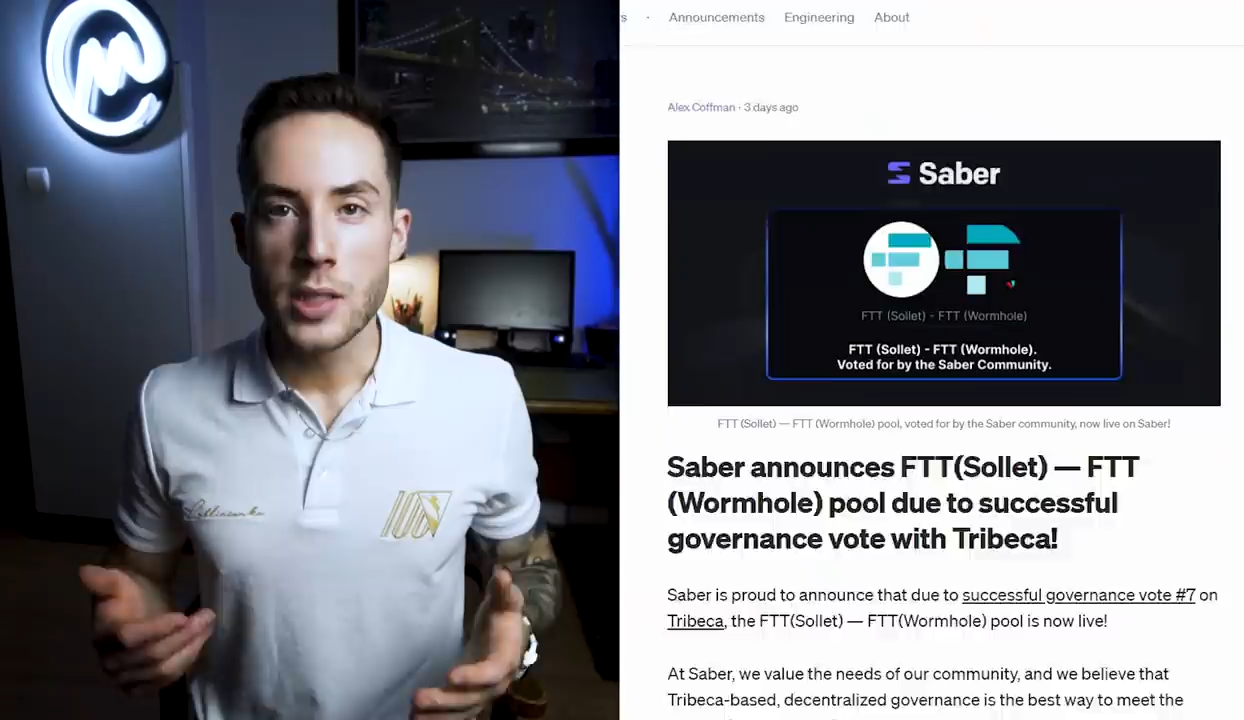 s · Announcements Engineering About
Alex Coffman · 3 days ago
Saber
FTT (Sollet) - FTT (Wormhole)
FTT (Sollet) - FTT (Wormhole).
Voted for by the Saber Community.
FTT (Sollet) — FTT (Wormhole) pool, voted for by the Saber community, now live on Saber!
Saber announces FTT(Sollet) — FTT
(Wormhole) pool due to successful
governance vote with Tribeca!
Saber is proud to announce that due to successful governance vote #7 on
Tribeca, the FTT(Sollet) — FTT(Wormhole) pool is now live!
At Saber, we value the needs of our community, and we believe that
Tribeca-based, decentralized governance is the best way to meet the
100